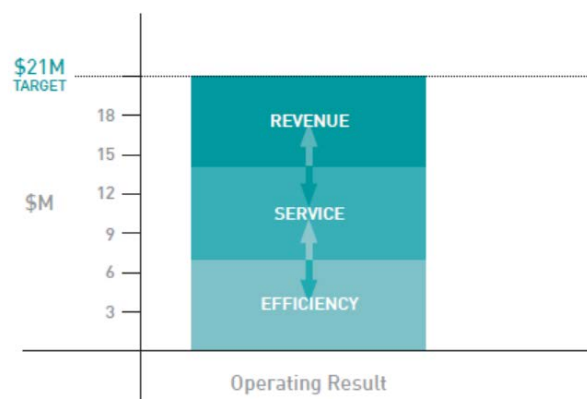 $21M
TARGET
18
15
12
$M
9
6
3
REVENUE
SERVICE
EFFICIENCY
Operating Result